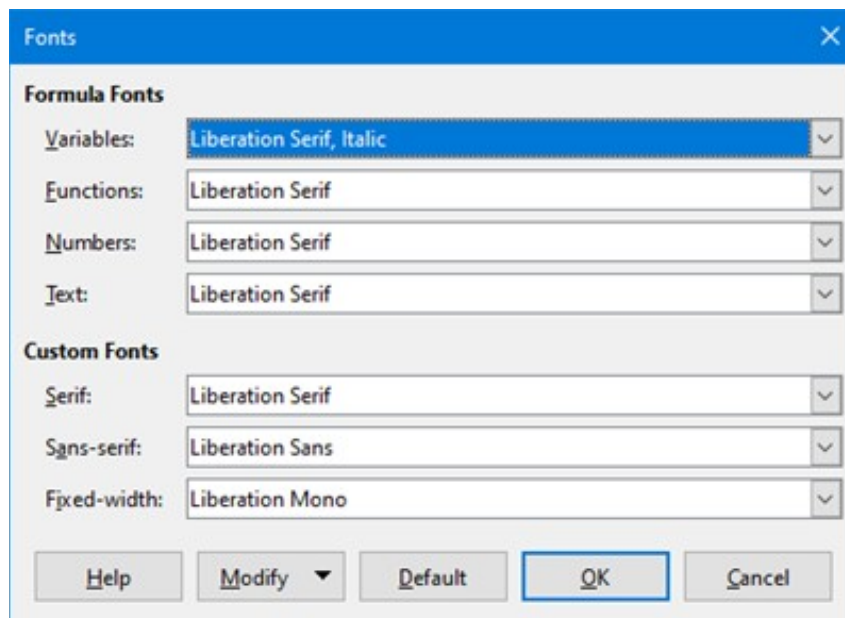 Fonts
Formula Fonts
Variables: Liberation Serif, Italic
Functions: Liberation Serif
Numbers: Liberation Serif
Text: Liberation Serif
Custom Fonts
Serif: Liberation Serif
Sans-serif: Liberation Sans
Fixed-width: Liberation Mono
Help Modify Default OK Cancel